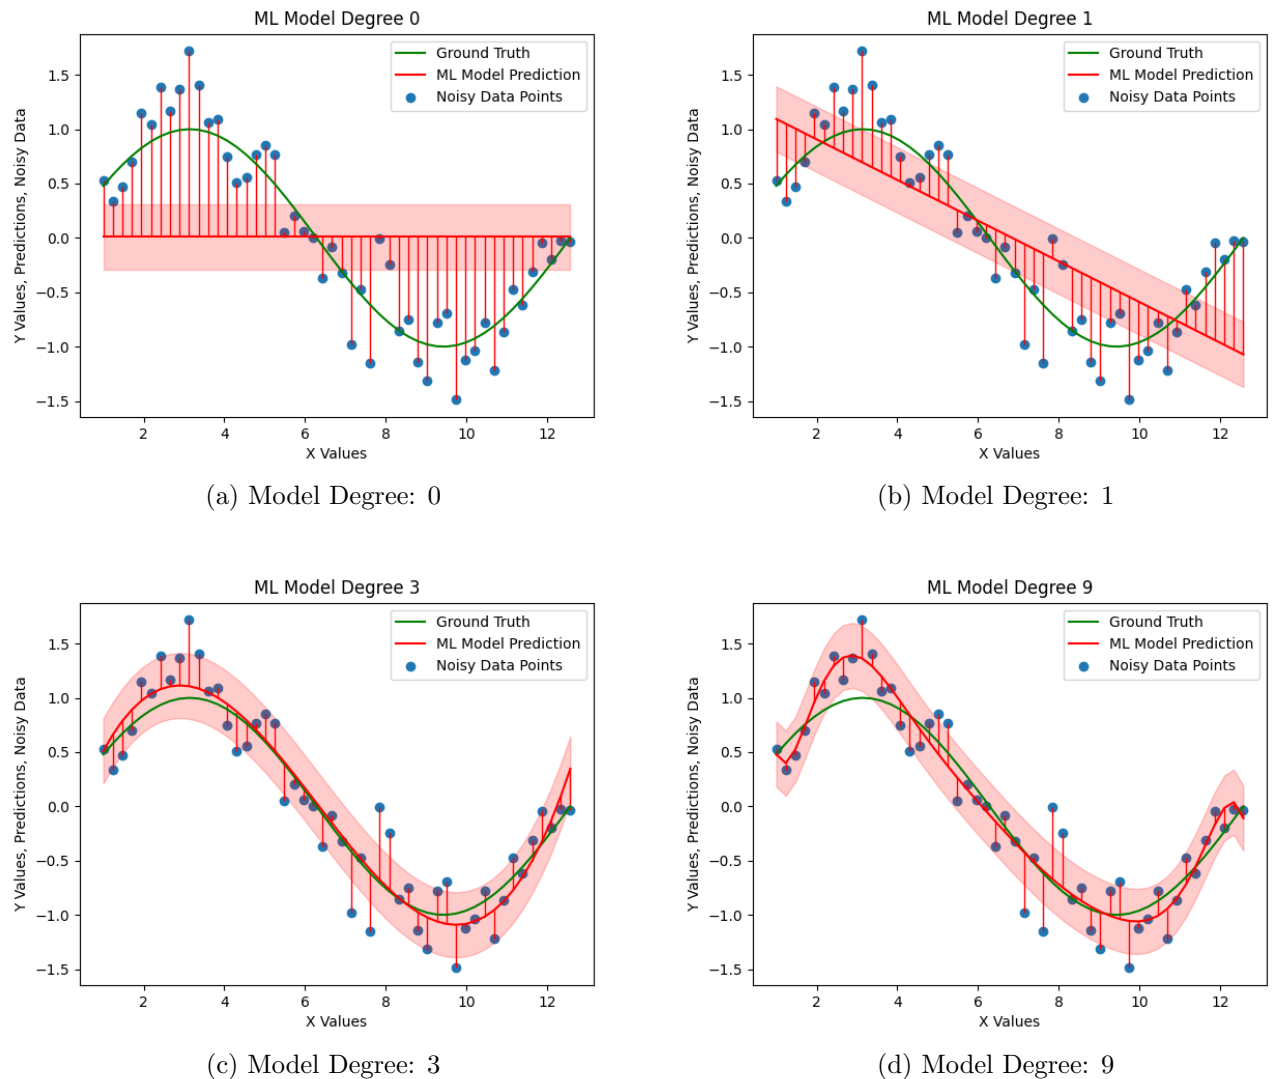 ML Model Degree 0
Ground Truth
ML Model Prediction
Noisy Data Points
Y Values, Predictions, Noisy Data
1.5
1.0
0.5
0.0
−0.5
−1.0
−1.5
2 4 6 8 10 12
X Values
(a) Model Degree: 0
ML Model Degree 1
Ground Truth
ML Model Prediction
Noisy Data Points
Y Values, Predictions, Noisy Data
1.5
1.0
0.5
0.0
−0.5
−1.0
−1.5
2 4 6 8 10 12
X Values
(b) Model Degree: 1
ML Model Degree 3
Ground Truth
ML Model Prediction
Noisy Data Points
Y Values, Predictions, Noisy Data
1.5
1.0
0.5
0.0
−0.5
−1.0
−1.5
2 4 6 8 10 12
X Values
(c) Model Degree: 3
ML Model Degree 9
Ground Truth
ML Model Prediction
Noisy Data Points
Y Values, Predictions, Noisy Data
1.5
1.0
0.5
0.0
−0.5
−1.0
−1.5
2 4 6 8 10 12
X Values
(d) Model Degree: 9